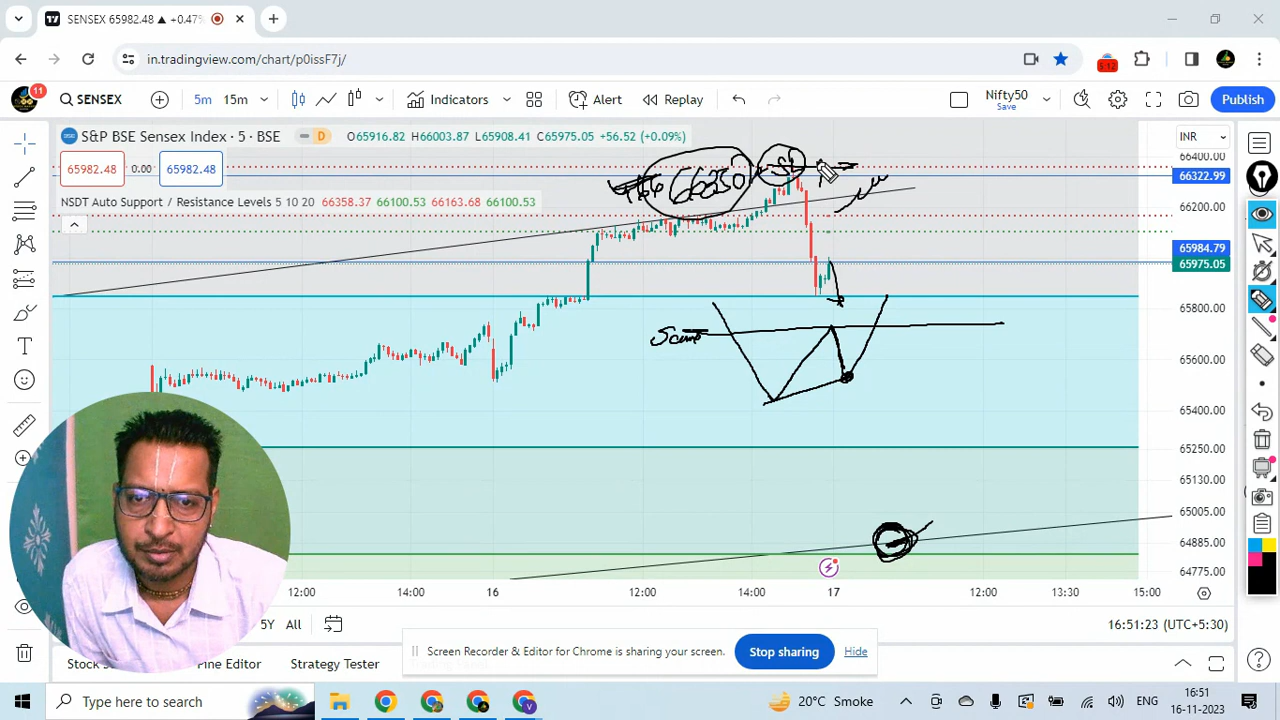 SENSEX 65982.48 ▲ +0.47%
in.tradingview.com/chart/p0issF7j/
5:12
11 SENSEX 5m 15m Indicators Alert Replay Nifty50 Save Publish
S&P BSE Sensex Index · 5 · BSE D O65916.82 H66003.87 L65908.41 C65975.05 +56.52 (+0.09%) INR
65982.48 0.00 65982.48
NSDT Auto Support / Resistance Levels 5 10 20 66358.37 66100.53 66163.68 66100.53
66400.00
66322.99
66200.00
65984.79
65975.05
65800.00
65600.00
65400.00
65250.00
65130.00
65005.00
64885.00
64775.00
66350
12:00 14:00 16 12:00 14:00 17 12:00 13:30 15:00
5Y All 16:51:23 (UTC+5:30)
Screen Recorder & Editor for Chrome is sharing your screen. Stop sharing Hide
Pine Editor Strategy Tester
Type here to search 20°C Smoke ENG 16:51
16-11-2023